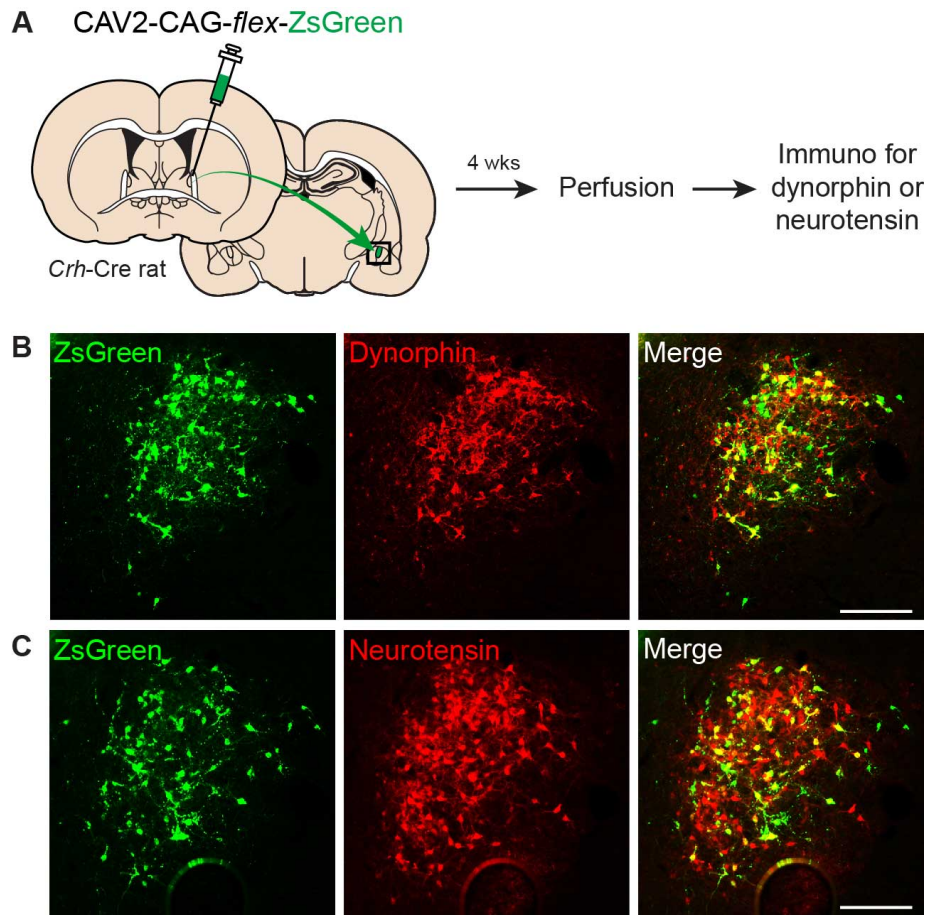 A
CAV2-CAG-flex-ZsGreen
Crh-Cre rat
4 wks
Perfusion
Immuno for
dynorphin or
neurotensin
B
ZsGreen
Dynorphin
Merge
C
ZsGreen
Neurotensin
Merge